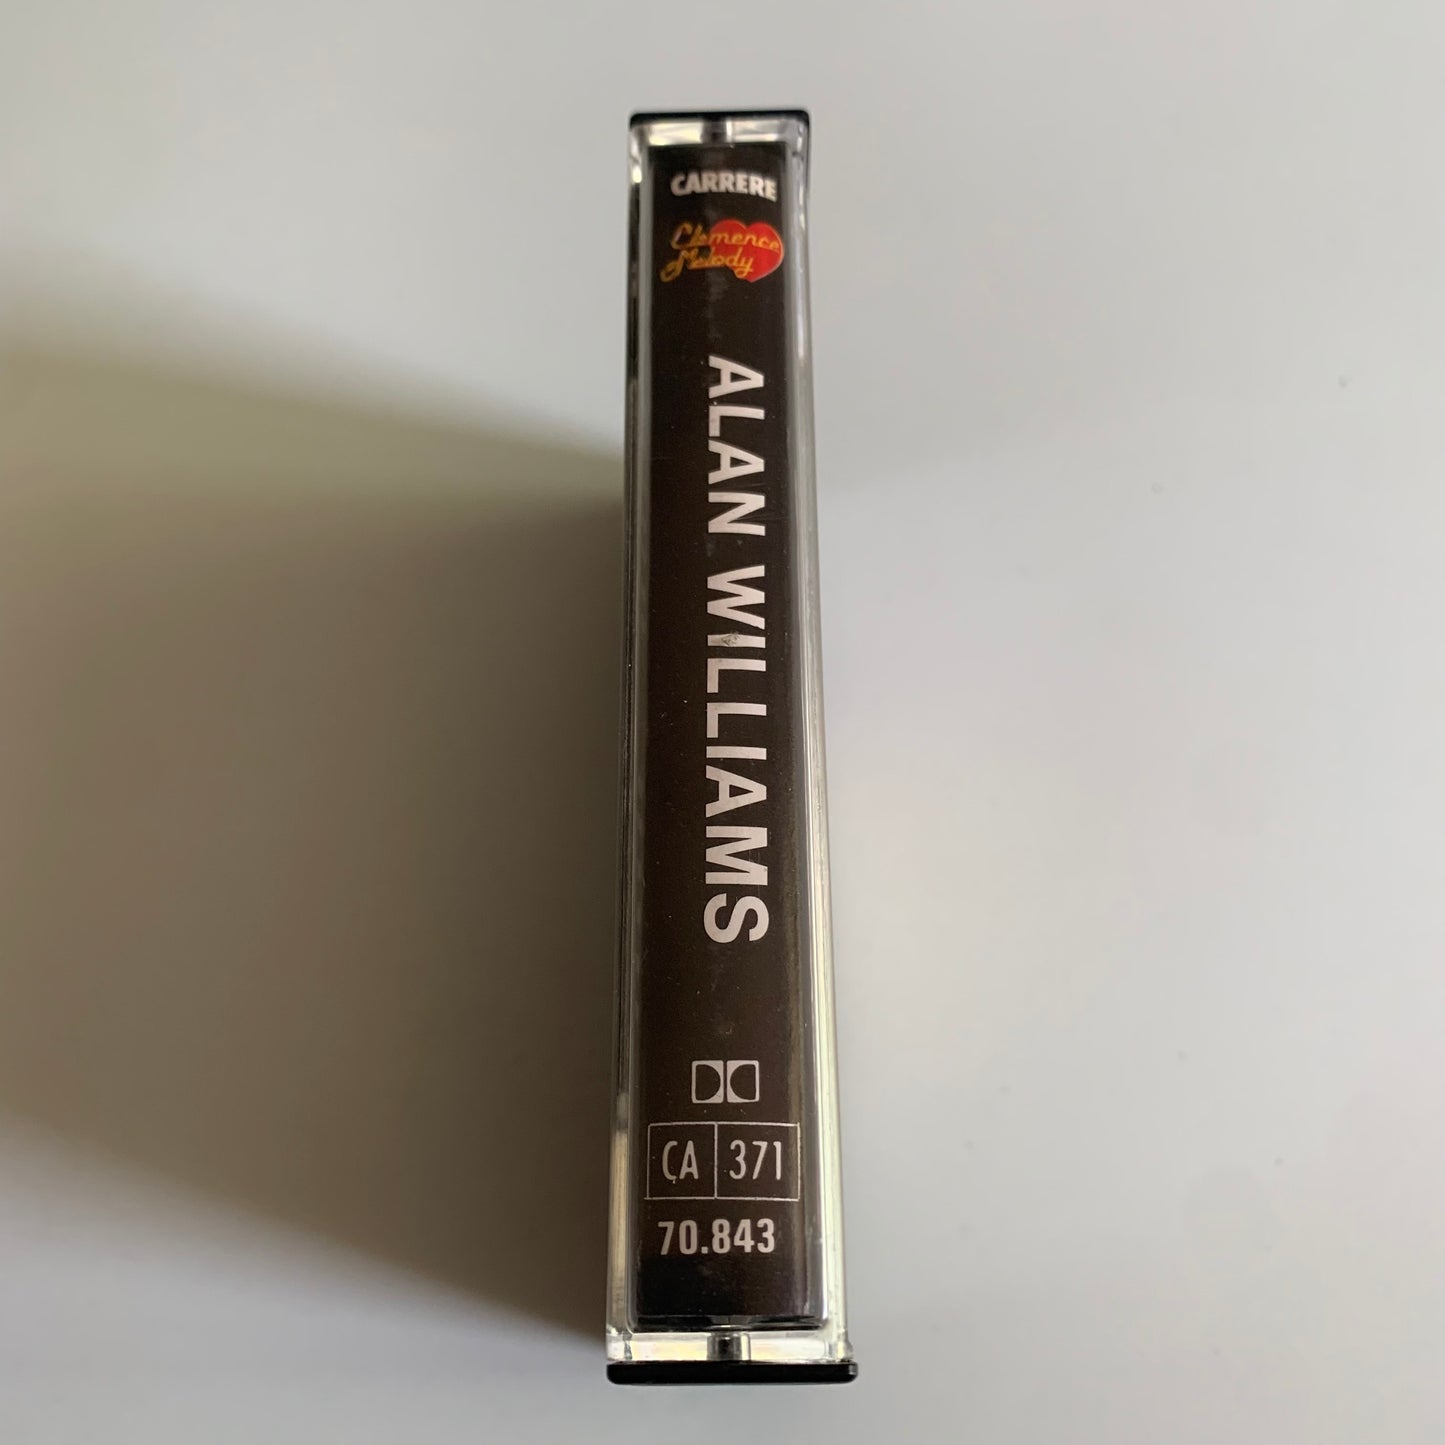 CARRERE
Clemence
Melody
ALAN WILLIAMS
CA 371
70.843